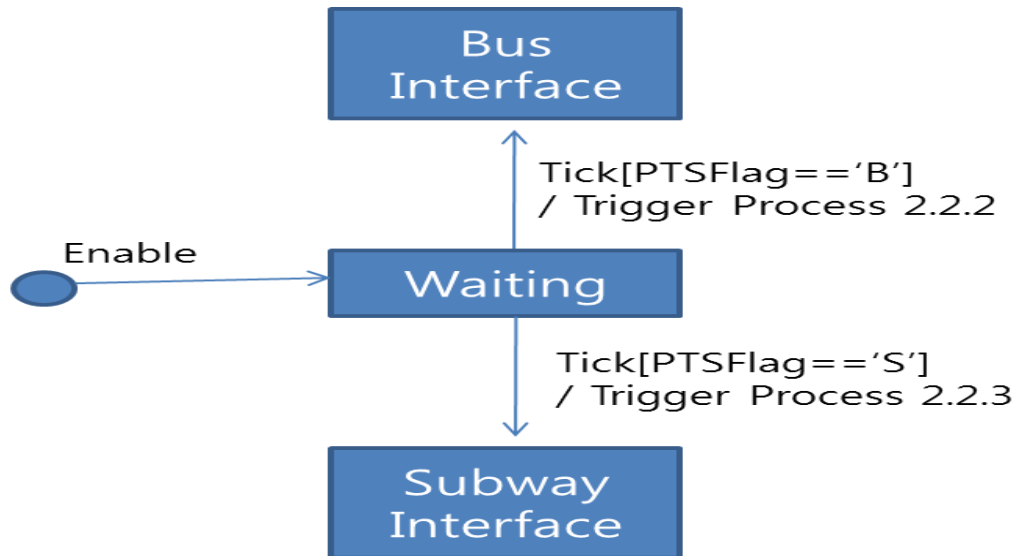 Bus
Interface
Tick[PTSFlag==‘B’]
/ Trigger Process 2.2.2
Enable
Waiting
Tick[PTSFlag==‘S’]
/ Trigger Process 2.2.3
Subway
Interface